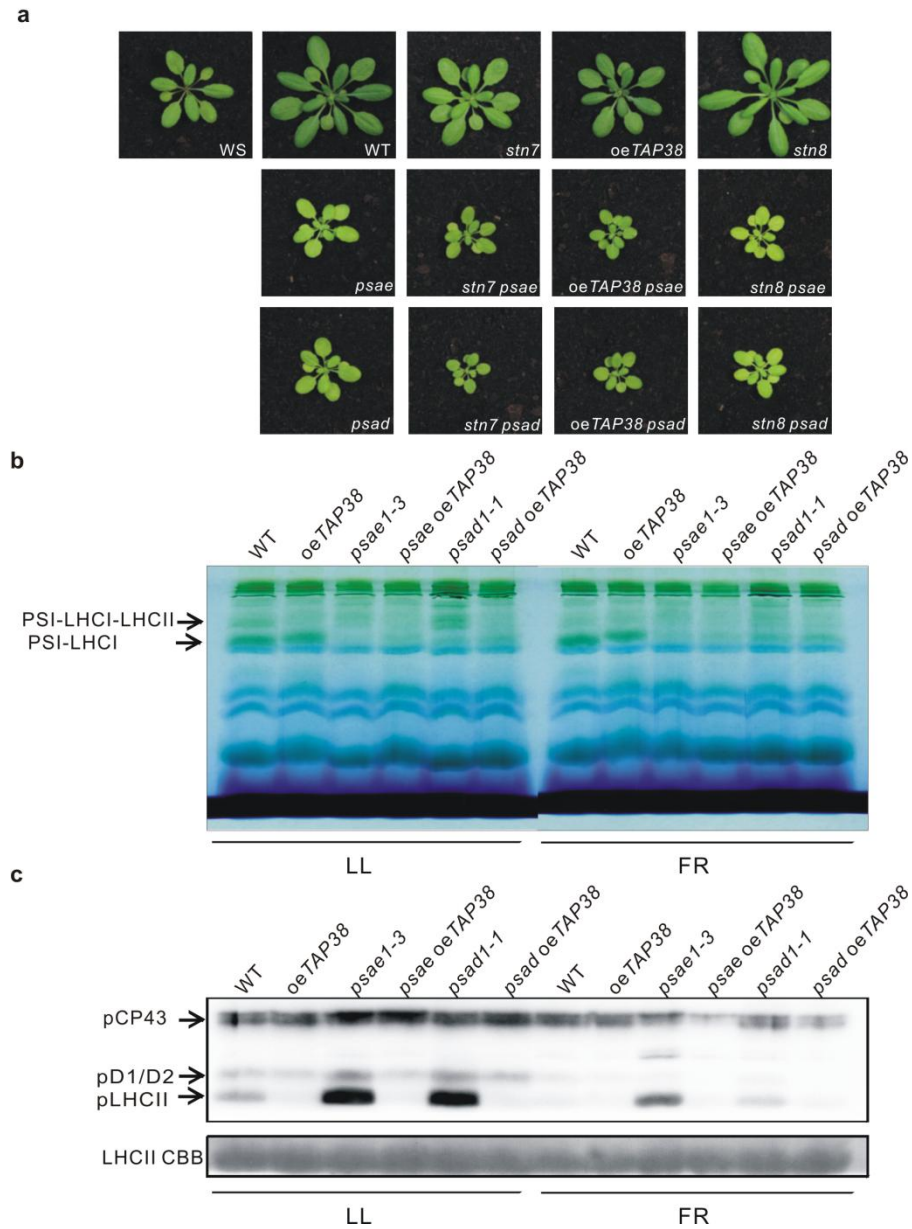 a
WS
WT
stn7
oeTAP38
stn8
psae
stn7 psae
oeTAP38 psae
stn8 psae
psad
stn7 psad
oeTAP38 psad
stn8 psad
b
WT
oeTAP38
psae1-3
psae oeTAP38
psad1-1
psad oeTAP38
WT
oeTAP38
psae1-3
psae oeTAP38
psad1-1
psad oeTAP38
PSI-LHCI-LHCII
PSI-LHCI
LL
FR
c
WT
oeTAP38
psae1-3
psae oeTAP38
psad1-1
psad oeTAP38
WT
oeTAP38
psae1-3
psae oeTAP38
psad1-1
psad oeTAP38
pCP43
pD1/D2
pLHCII
LHCII CBB
LL
FR